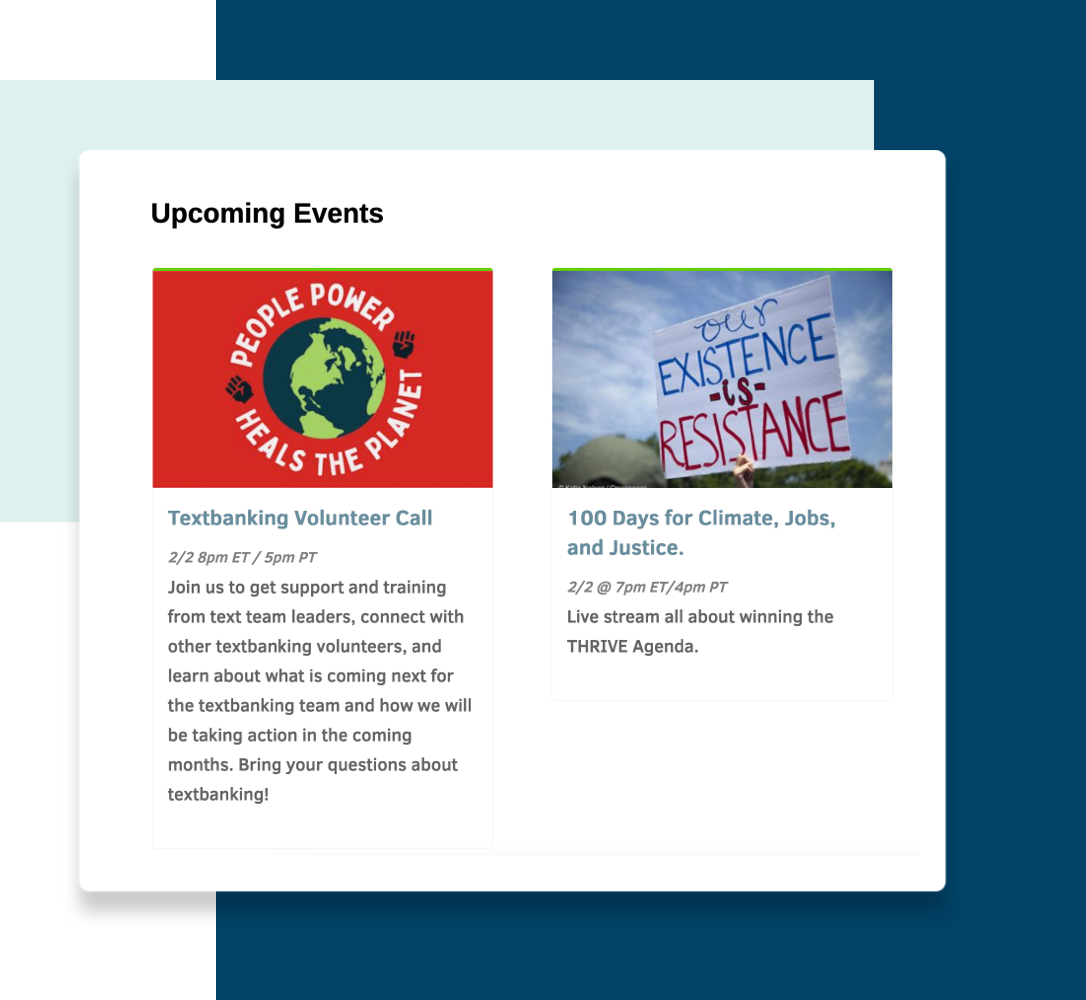 Upcoming Events
PEOPLE POWER
HEALS THE PLANET
Textbanking Volunteer Call
2/2 8pm ET / 5pm PT
Join us to get support and training
from text team leaders, connect with
other textbanking volunteers, and
learn about what is coming next for
the textbanking team and how we will
be taking action in the coming
months. Bring your questions about
textbanking!
our
EXISTENCE
-is-
RESISTANCE
100 Days for Climate, Jobs,
and Justice.
2/2 @ 7pm ET/4pm PT
Live stream all about winning the
THRIVE Agenda.